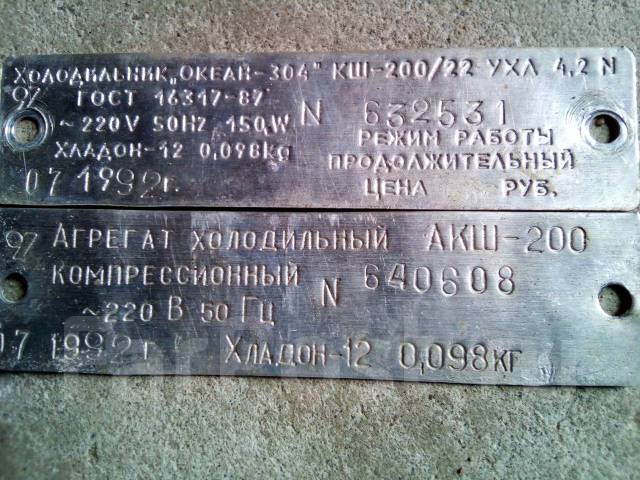 ХОЛОДИЛЬНИК „ОКЕАН-304" КШ-200/22 УХЛ 4,2 N
97 ГОСТ 16317-87
~ 220V 50HZ 150W N 632531
ХЛАДОН-12 0,098kg РЕЖИМ РАБОТЫ
ПРОДОЛЖИТЕЛЬНЫЙ
07 1992г. ЦЕНА РУБ.
97 АГРЕГАТ ХОЛОДИЛЬНЫЙ АКШ-200
КОМПРЕССИОННЫЙ N 640608
~220 В 50 Гц
07 1992 г ХЛАДОН-12 0,098кг